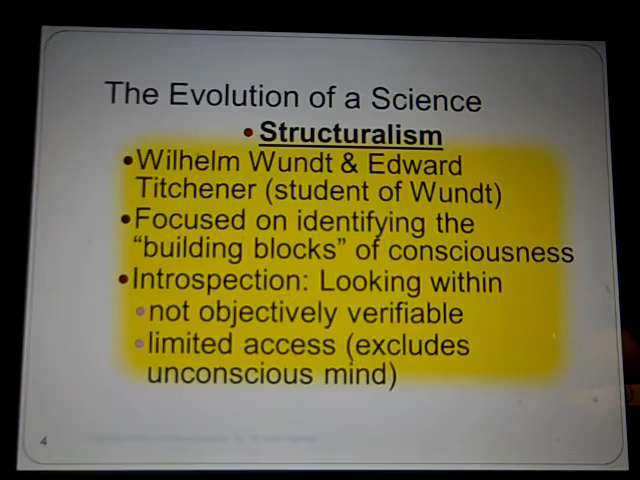 The Evolution of a Science
• Structuralism
• Wilhelm Wundt & Edward
Titchener (student of Wundt)
• Focused on identifying the
“building blocks” of consciousness
• Introspection: Looking within
• not objectively verifiable
• limited access (excludes
unconscious mind)
4